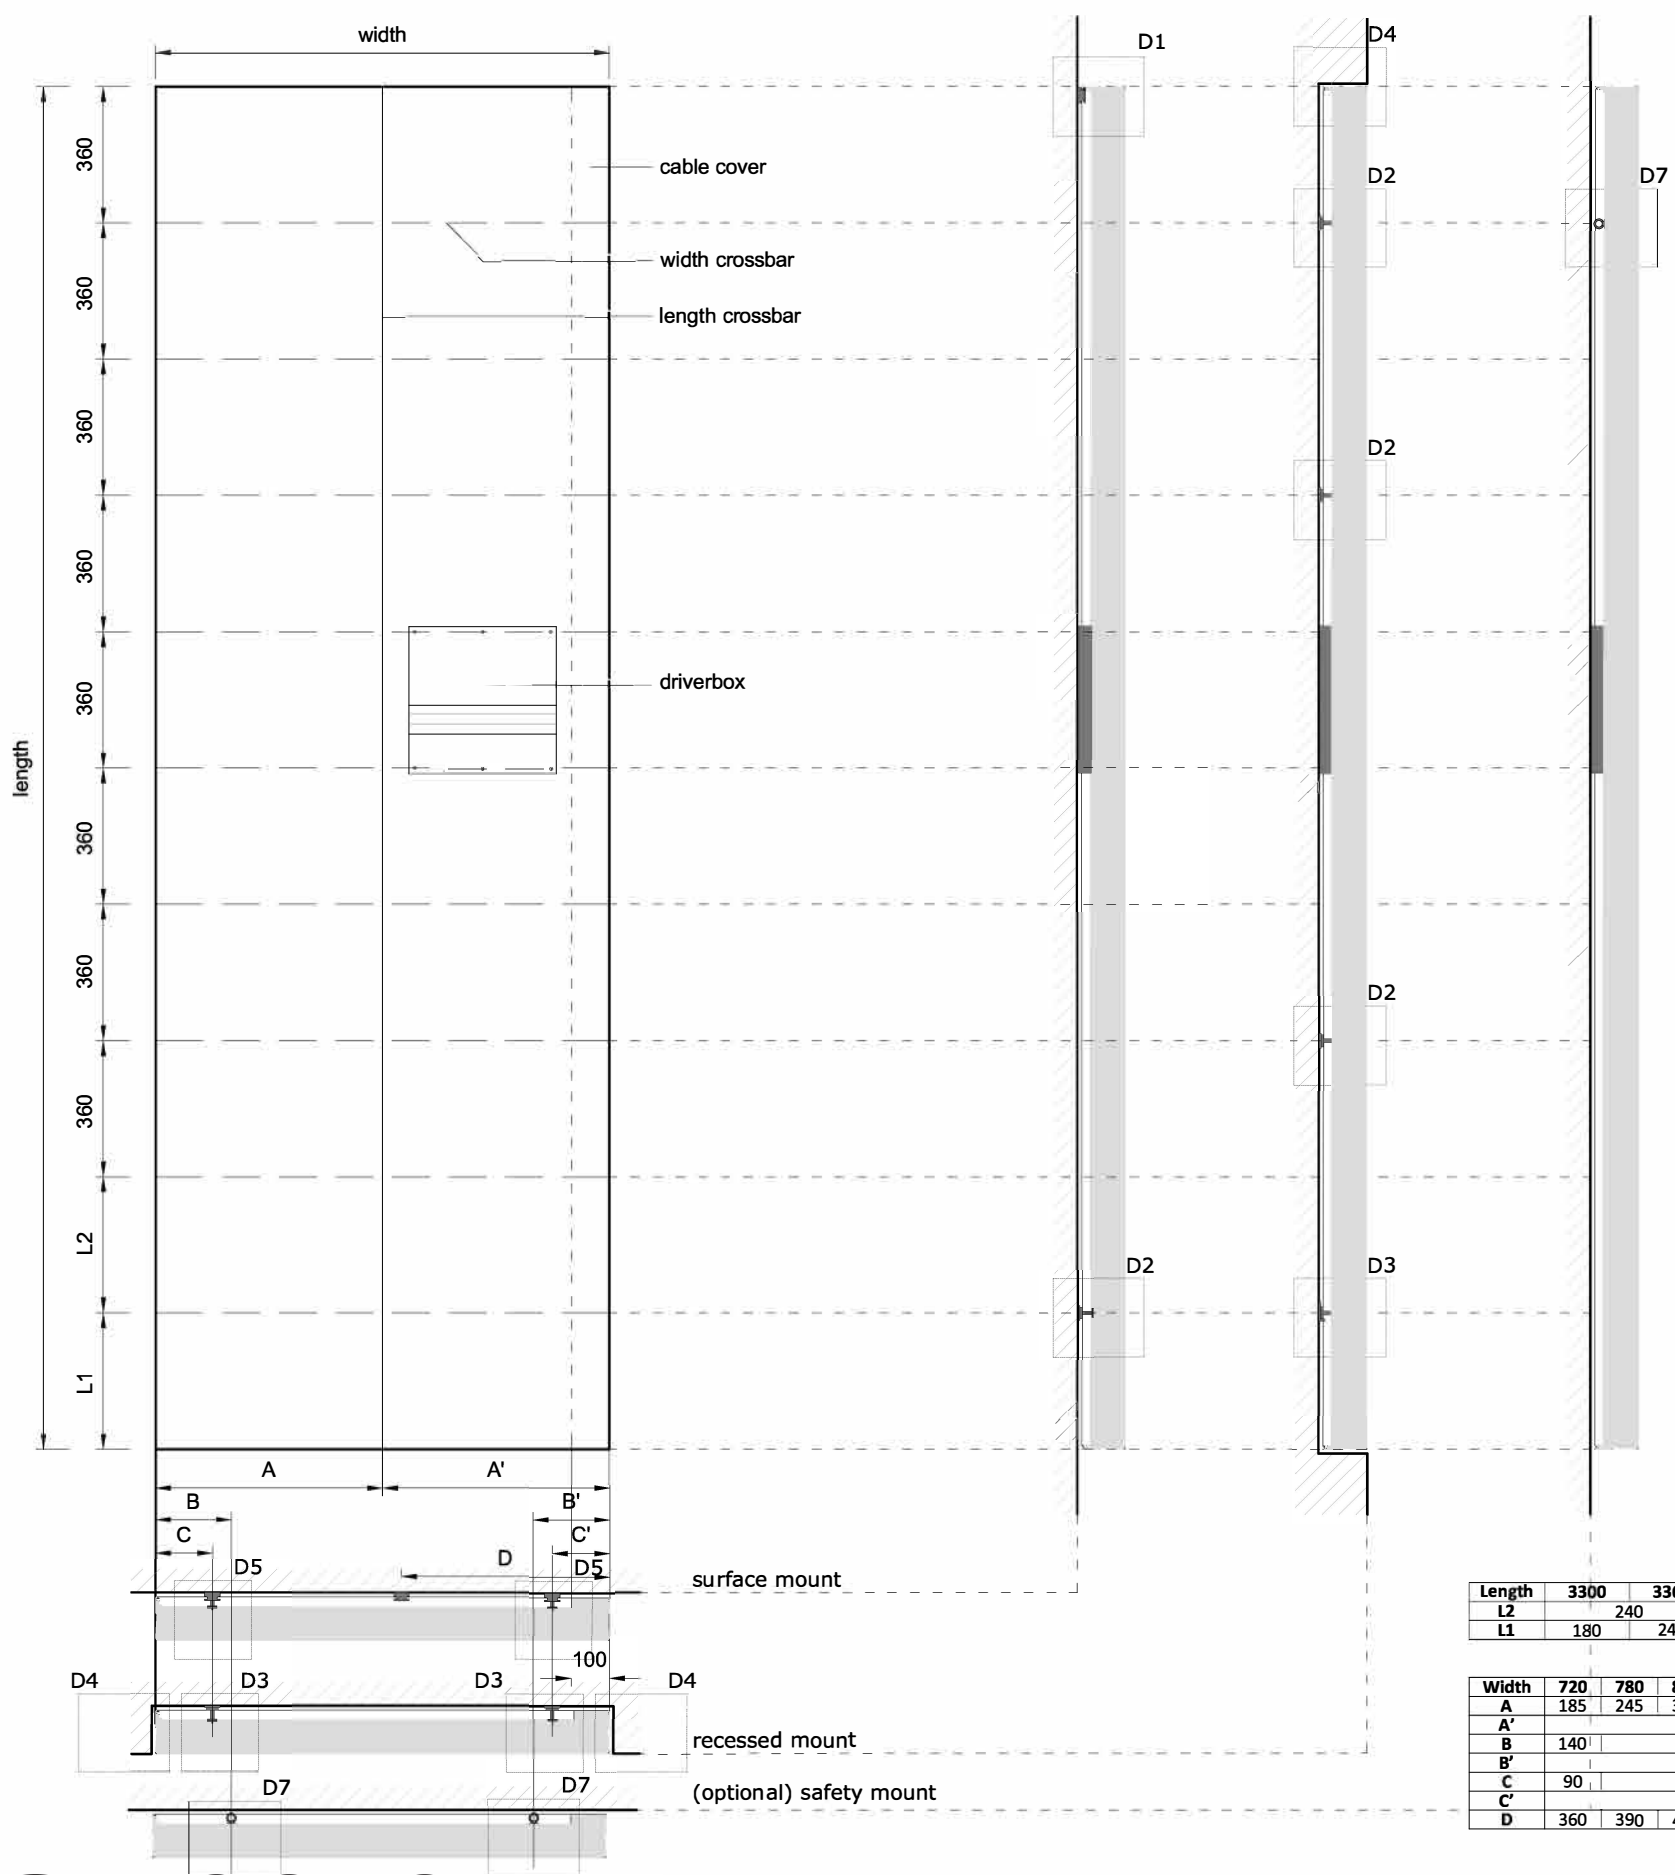 width
D1
D4
360
cable cover
D2
D7
360
width crossbar
length crossbar
360
D2
360
360
driverbox
length
360
360
D2
360
L2
D2
D3
L1
A
A'
B
B'
C
C'
D5
D
D5
surface mount
100
D4
D3
D3
D4
recessed mount
D7
D7
(optional) safety mount
Length 3300
L2 240
L1 180
Width 720 780
A 185 245
A'
B 140
B'
C 90
C'
D 360 390